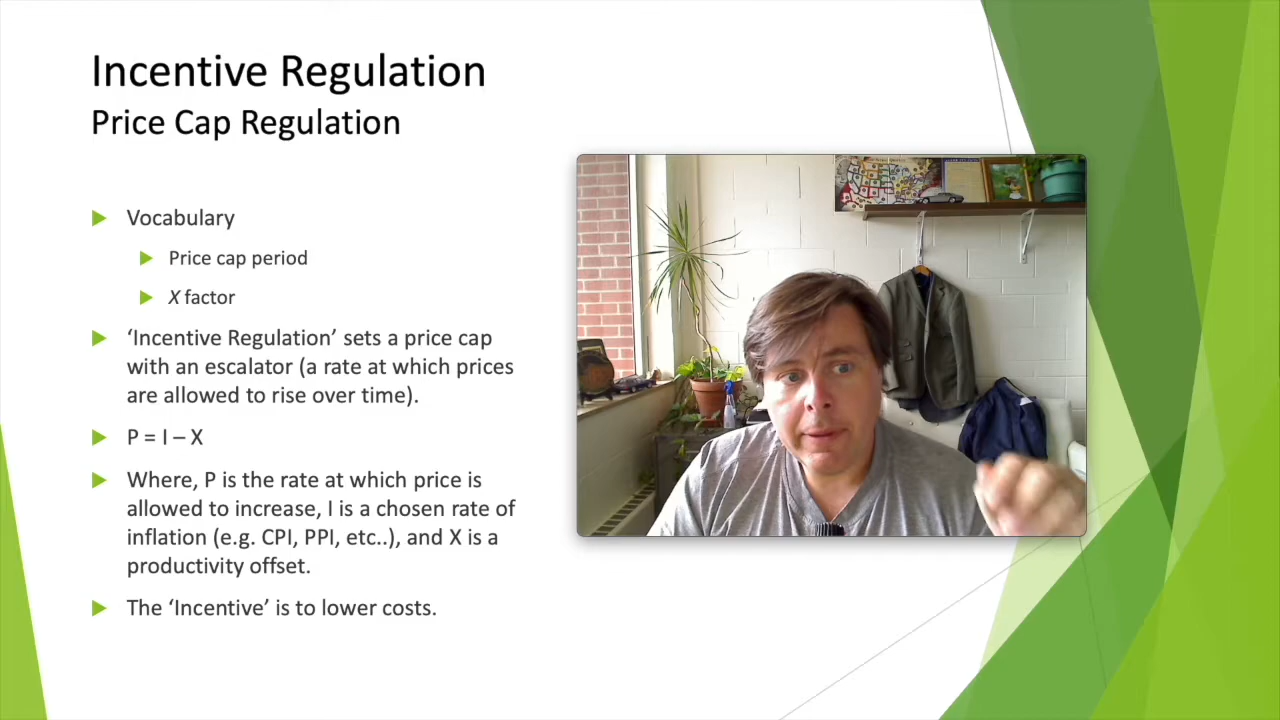 Incentive Regulation
Price Cap Regulation
Vocabulary
Price cap period
X factor
‘Incentive Regulation’ sets a price cap
with an escalator (a rate at which prices
are allowed to rise over time).
P = I – X
Where, P is the rate at which price is
allowed to increase, I is a chosen rate of
inflation (e.g. CPI, PPI, etc..), and X is a
productivity offset.
The ‘Incentive’ is to lower costs.